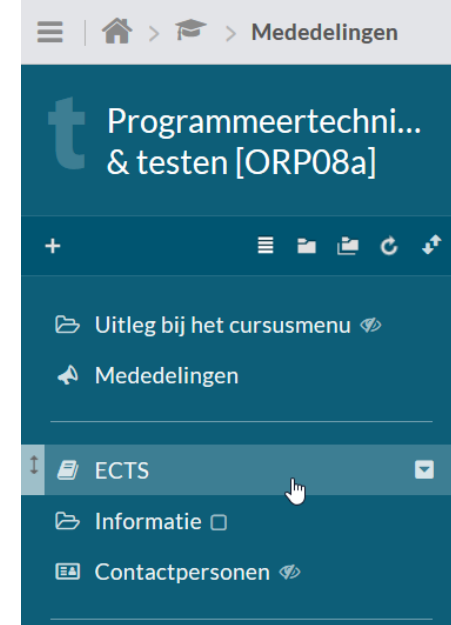 Mededelingen
t
Programmeertechni...
& testen [ORP08a]
Uitleg bij het cursusmenu
Mededelingen
ECTS
Informatie
Contactpersonen